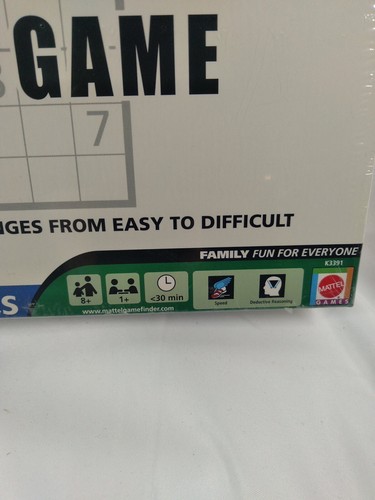 GAME
7
NGES FROM EASY TO DIFFICULT
FAMILY FUN FOR EVERYONE
K3391
8+
1+
<30 min
Speed
Deductive Reasoning
MATTEL
GAMES
www.mattelgamefinder.com